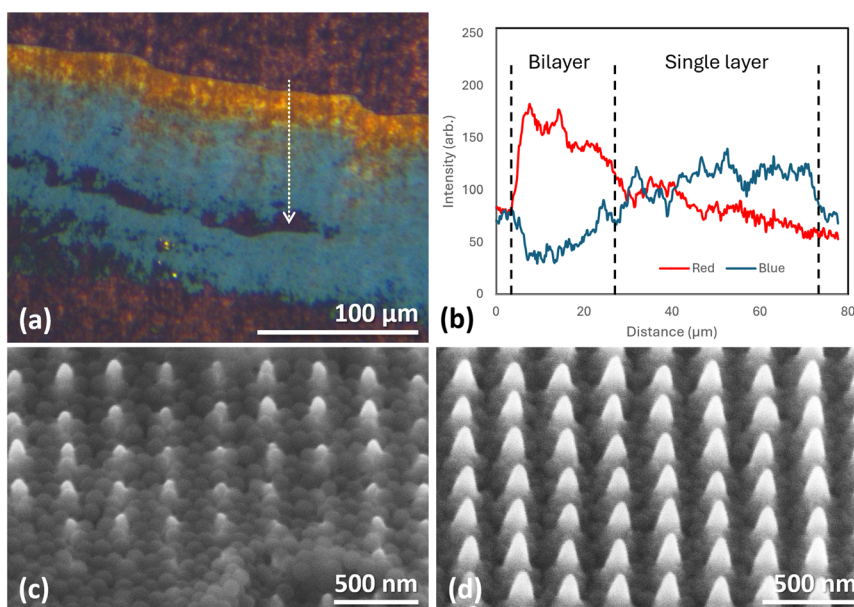 100 μm
(a)
250
200
150
100
50
0
Intensity (arb.)
Bilayer
Single layer
Red
Blue
0
20
40
60
80
Distance (μm)
(b)
(c)
500 nm
(d)
500 nm